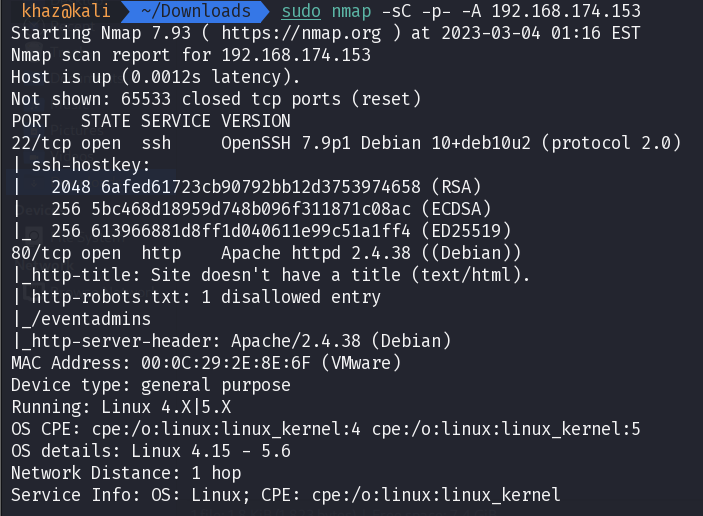 khaz@kali ~/Downloads sudo nmap -sC -p- -A 192.168.174.153
Starting Nmap 7.93 ( https://nmap.org ) at 2023-03-04 01:16 EST
Nmap scan report for 192.168.174.153
Host is up (0.0012s latency).
Not shown: 65533 closed tcp ports (reset)
PORT   STATE SERVICE VERSION
22/tcp open  ssh     OpenSSH 7.9p1 Debian 10+deb10u2 (protocol 2.0)
| ssh-hostkey:
|   2048 6afed61723cb90792bb12d3753974658 (RSA)
|   256 5bc468d18959d748b096f311871c08ac (ECDSA)
|_  256 613966881d8ff1d040611e99c51a1ff4 (ED25519)
80/tcp open  http    Apache httpd 2.4.38 ((Debian))
|_http-title: Site doesn't have a title (text/html).
| http-robots.txt: 1 disallowed entry
|_/eventadmins
|_http-server-header: Apache/2.4.38 (Debian)
MAC Address: 00:0C:29:2E:8E:6F (VMware)
Device type: general purpose
Running: Linux 4.X|5.X
OS CPE: cpe:/o:linux:linux_kernel:4 cpe:/o:linux:linux_kernel:5
OS details: Linux 4.15 - 5.6
Network Distance: 1 hop
Service Info: OS: Linux; CPE: cpe:/o:linux:linux_kernel